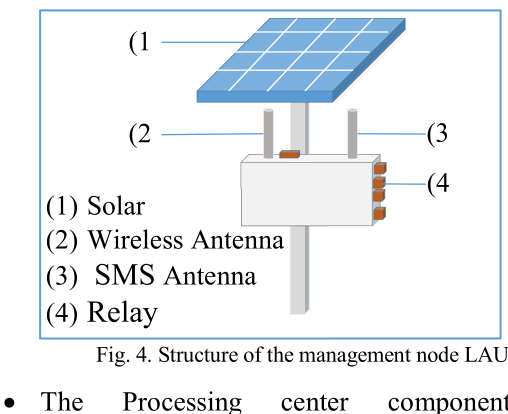 (1
(2
(3
(4
(1) Solar
(2) Wireless Antenna
(3) SMS Antenna
(4) Relay
Fig. 4. Structure of the management node LAU
• The Processing center component